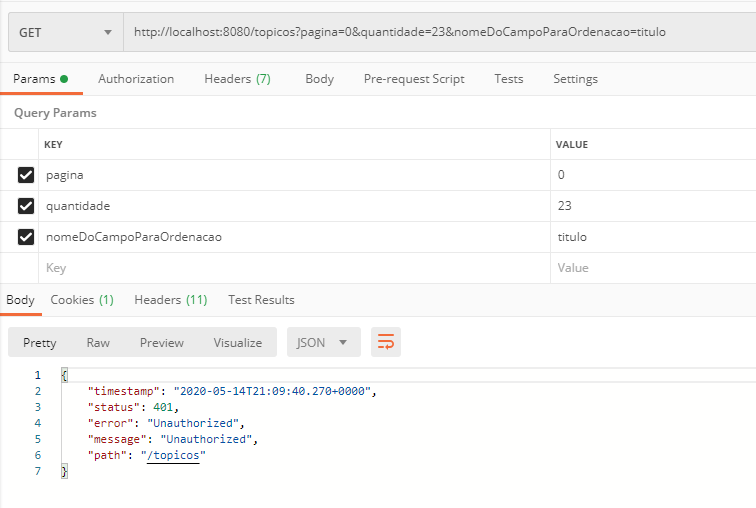 GET http://localhost:8080/topicos?pagina=0&quantidade=23&nomeDoCampoParaOrdenacao=titulo
Params Authorization Headers (7) Body Pre-request Script Tests Settings
Query Params
KEY VALUE
pagina 0
quantidade 23
nomeDoCampoParaOrdenacao titulo
Key Value
Body Cookies (1) Headers (11) Test Results
Pretty Raw Preview Visualize JSON
1 {
2 "timestamp": "2020-05-14T21:09:40.270+0000",
3 "status": 401,
4 "error": "Unauthorized",
5 "message": "Unauthorized",
6 "path": "/topicos"
7 }